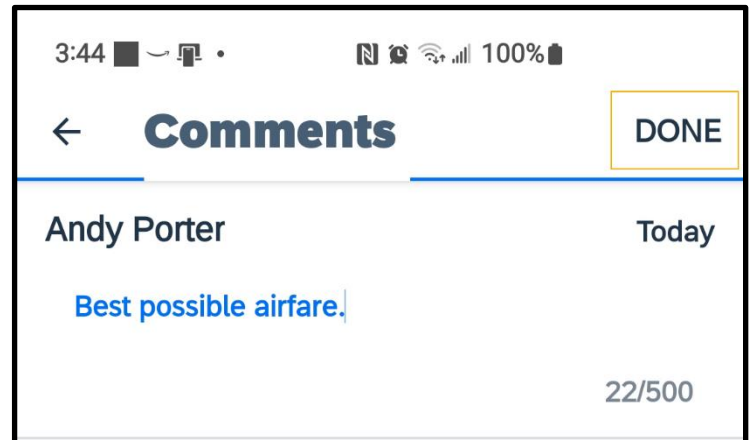 3:44 100%
Comments DONE
Andy Porter Today
Best possible airfare.
22/500